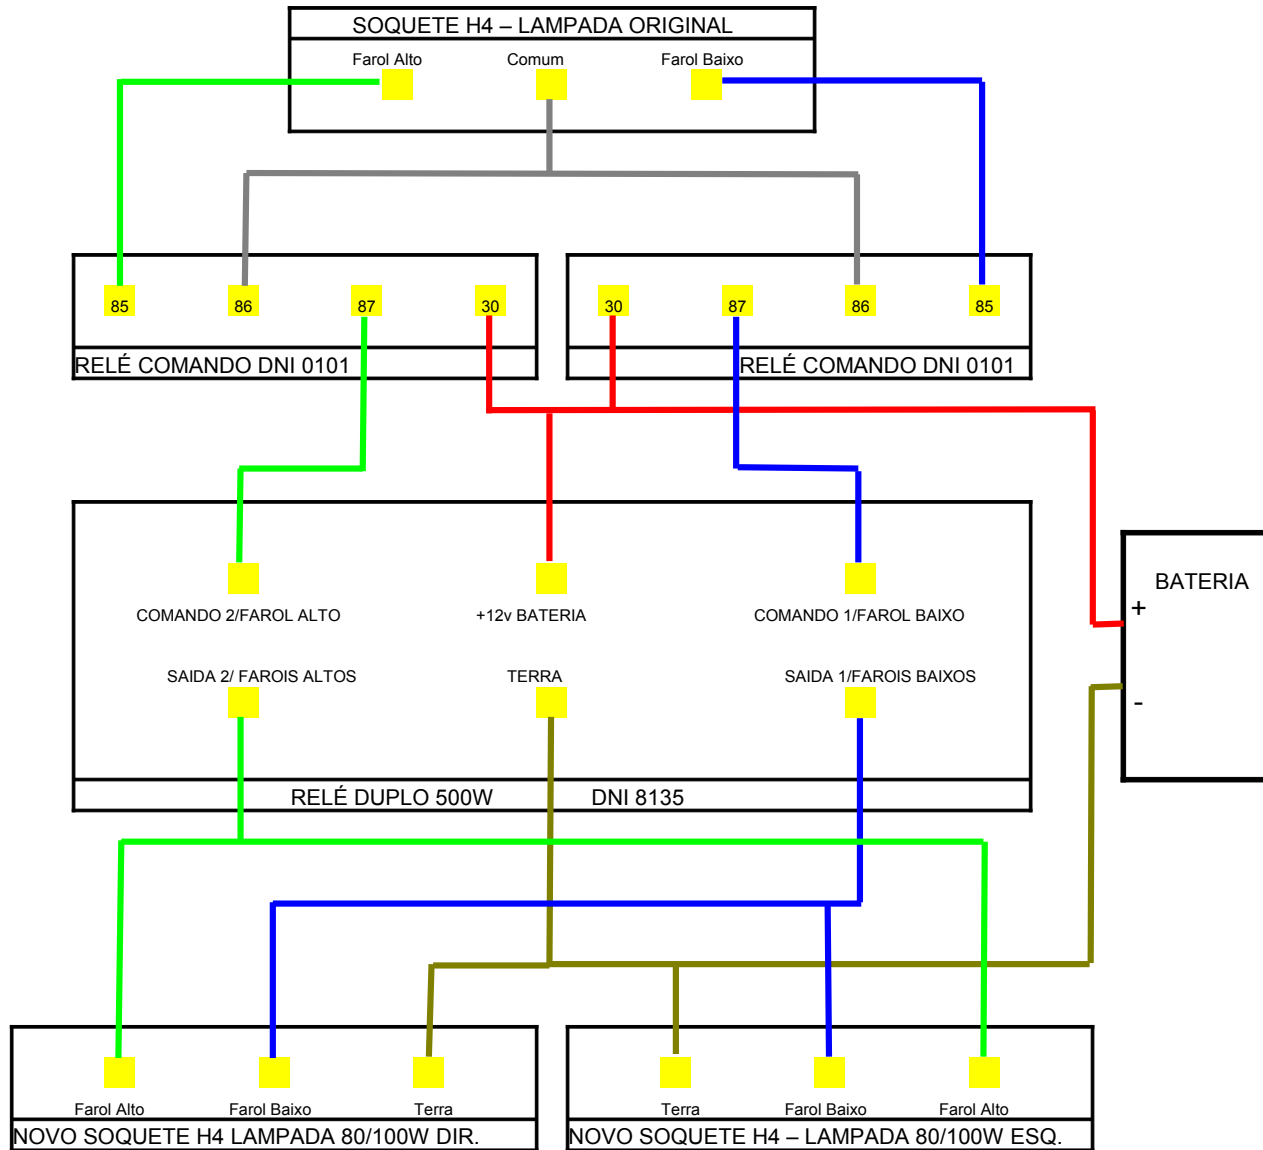 SOQUETE H4 – LAMPADA ORIGINAL
Farol Alto
Comum
Farol Baixo
85
86
87
30
30
87
86
85
RELÉ COMANDO DNI 0101
RELÉ COMANDO DNI 0101
BATERIA
+
-
COMANDO 2/FAROL ALTO
+12v BATERIA
COMANDO 1/FAROL BAIXO
SAIDA 2/ FAROIS ALTOS
TERRA
SAIDA 1/FAROIS BAIXOS
RELÉ DUPLO 500W DNI 8135
Farol Alto
Farol Baixo
Terra
Terra
Farol Baixo
Farol Alto
NOVO SOQUETE H4 LAMPADA 80/100W DIR.
NOVO SOQUETE H4 – LAMPADA 80/100W ESQ.